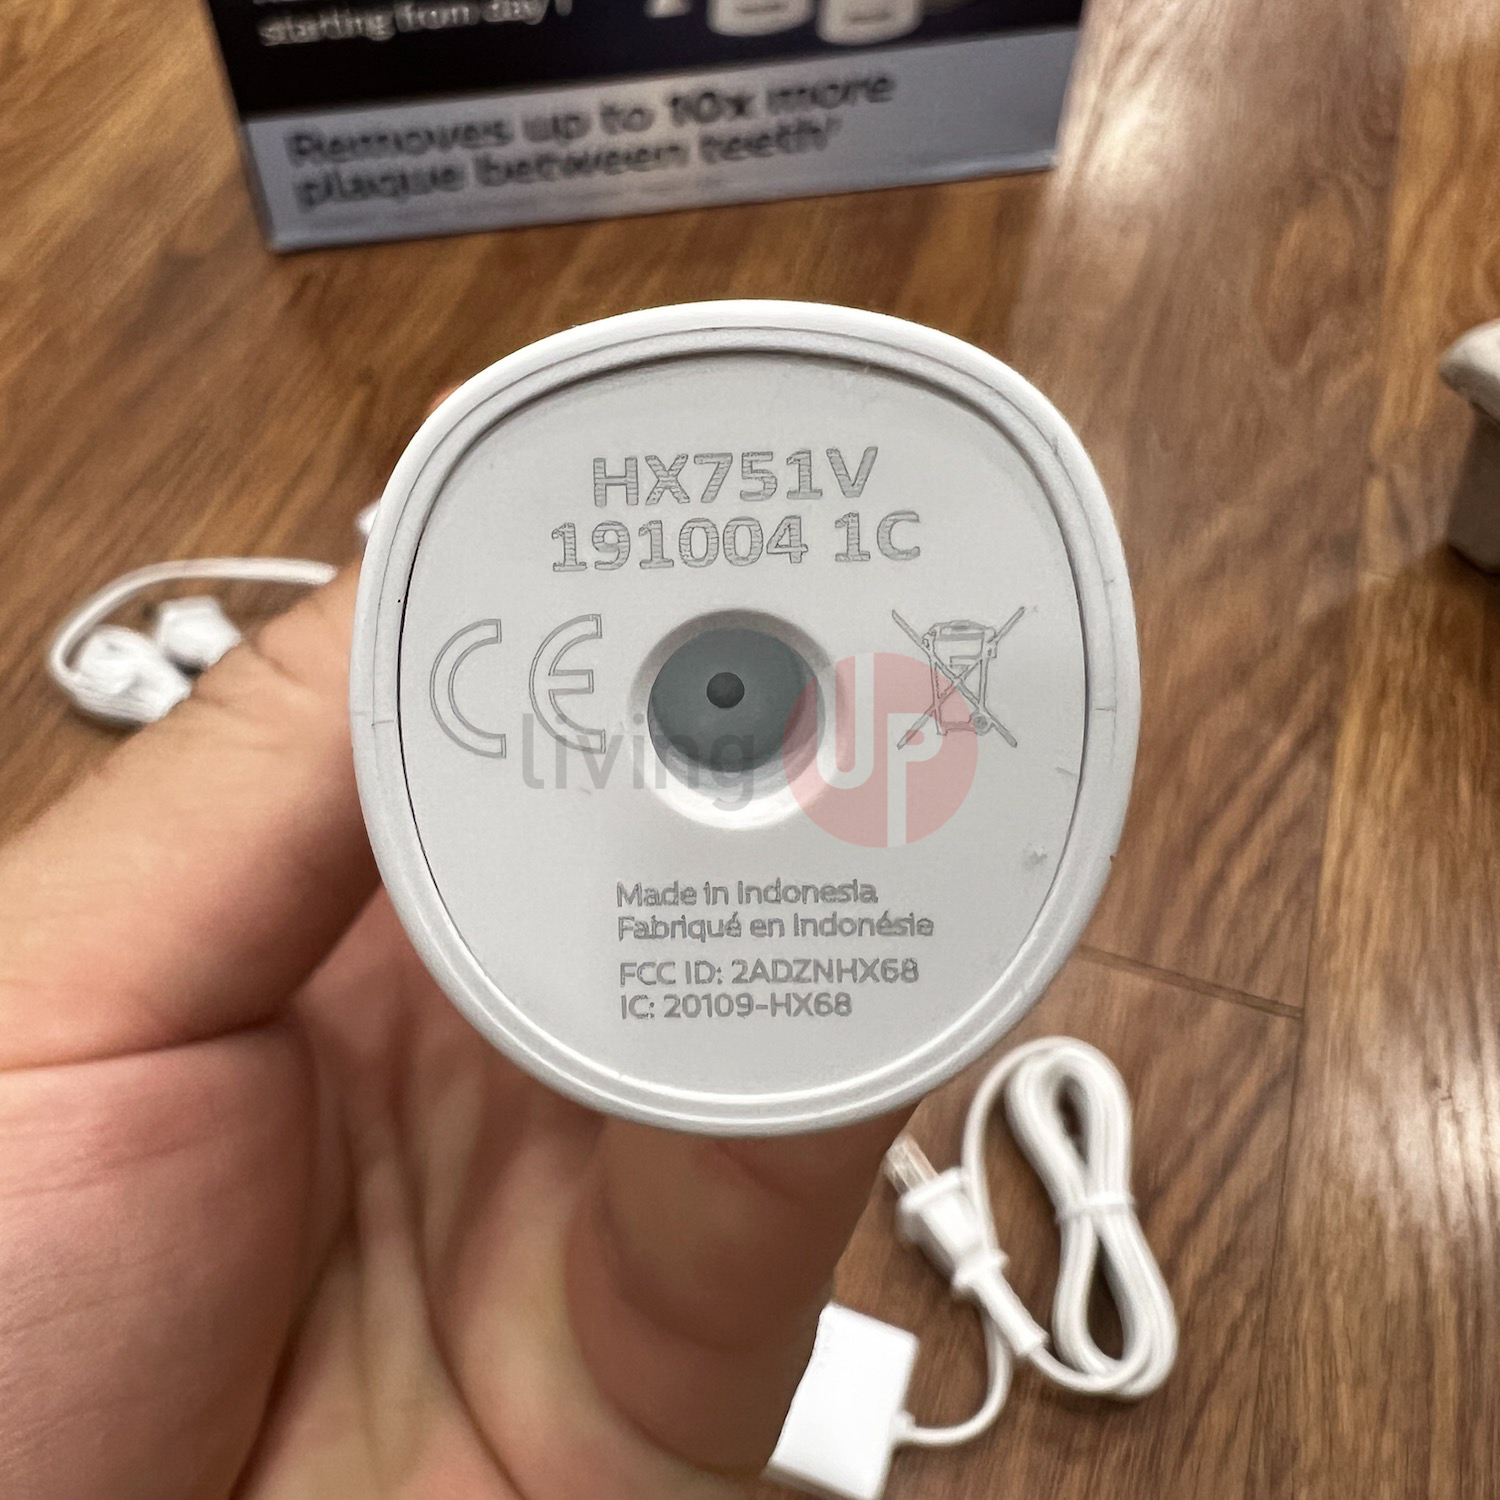 starting from day 1
Removes up to 10x more
plaque between teeth
HX751V
191004 1C
CE
living UP
Made in Indonesia
Fabriqué en Indonésie
FCC ID: 2ADZNHX68
IC: 20109-HX68